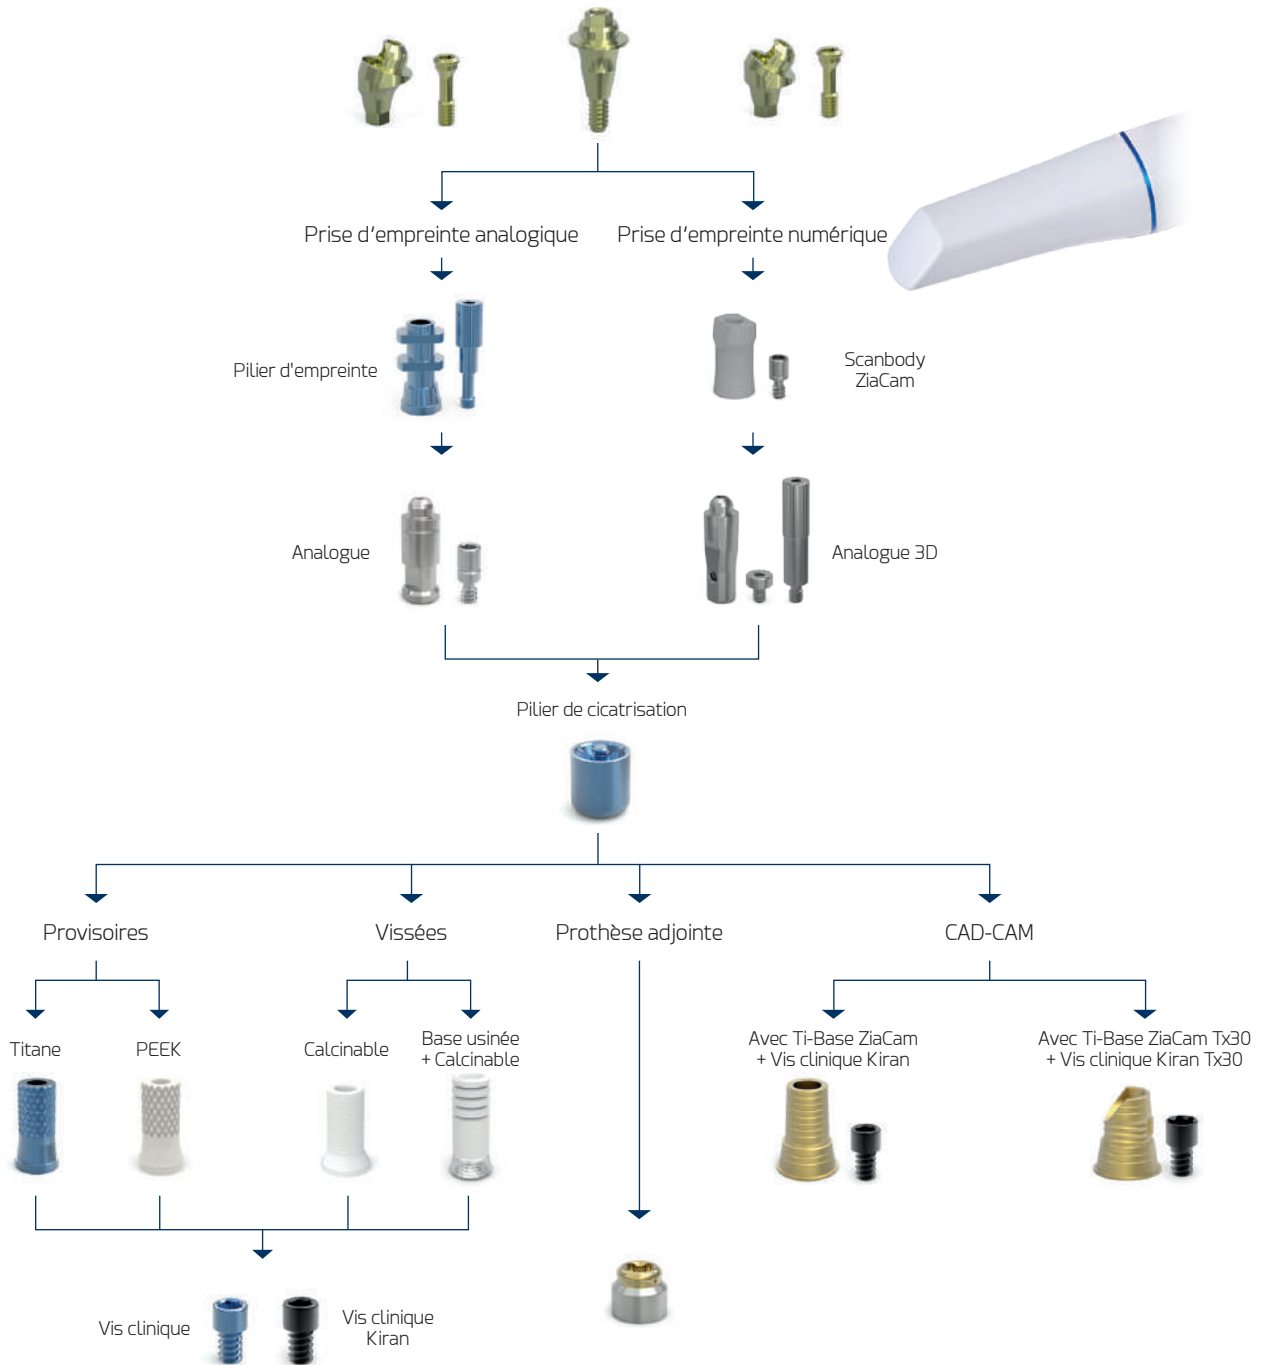 Prise d’empreinte analogique
Prise d’empreinte numérique
Pilier d'empreinte
Scanbody
ZiaCam
Analogue
Analogue 3D
Pilier de cicatrisation
Provisoires
Vissées
Prothèse adjointe
CAD-CAM
Titane
PEEK
Calcinable
Base usinée
+ Calcinable
Avec Ti-Base ZiaCam
+ Vis clinique Kiran
Avec Ti-Base ZiaCam Tx30
+ Vis clinique Kiran Tx30
Vis clinique
Vis clinique
Kiran